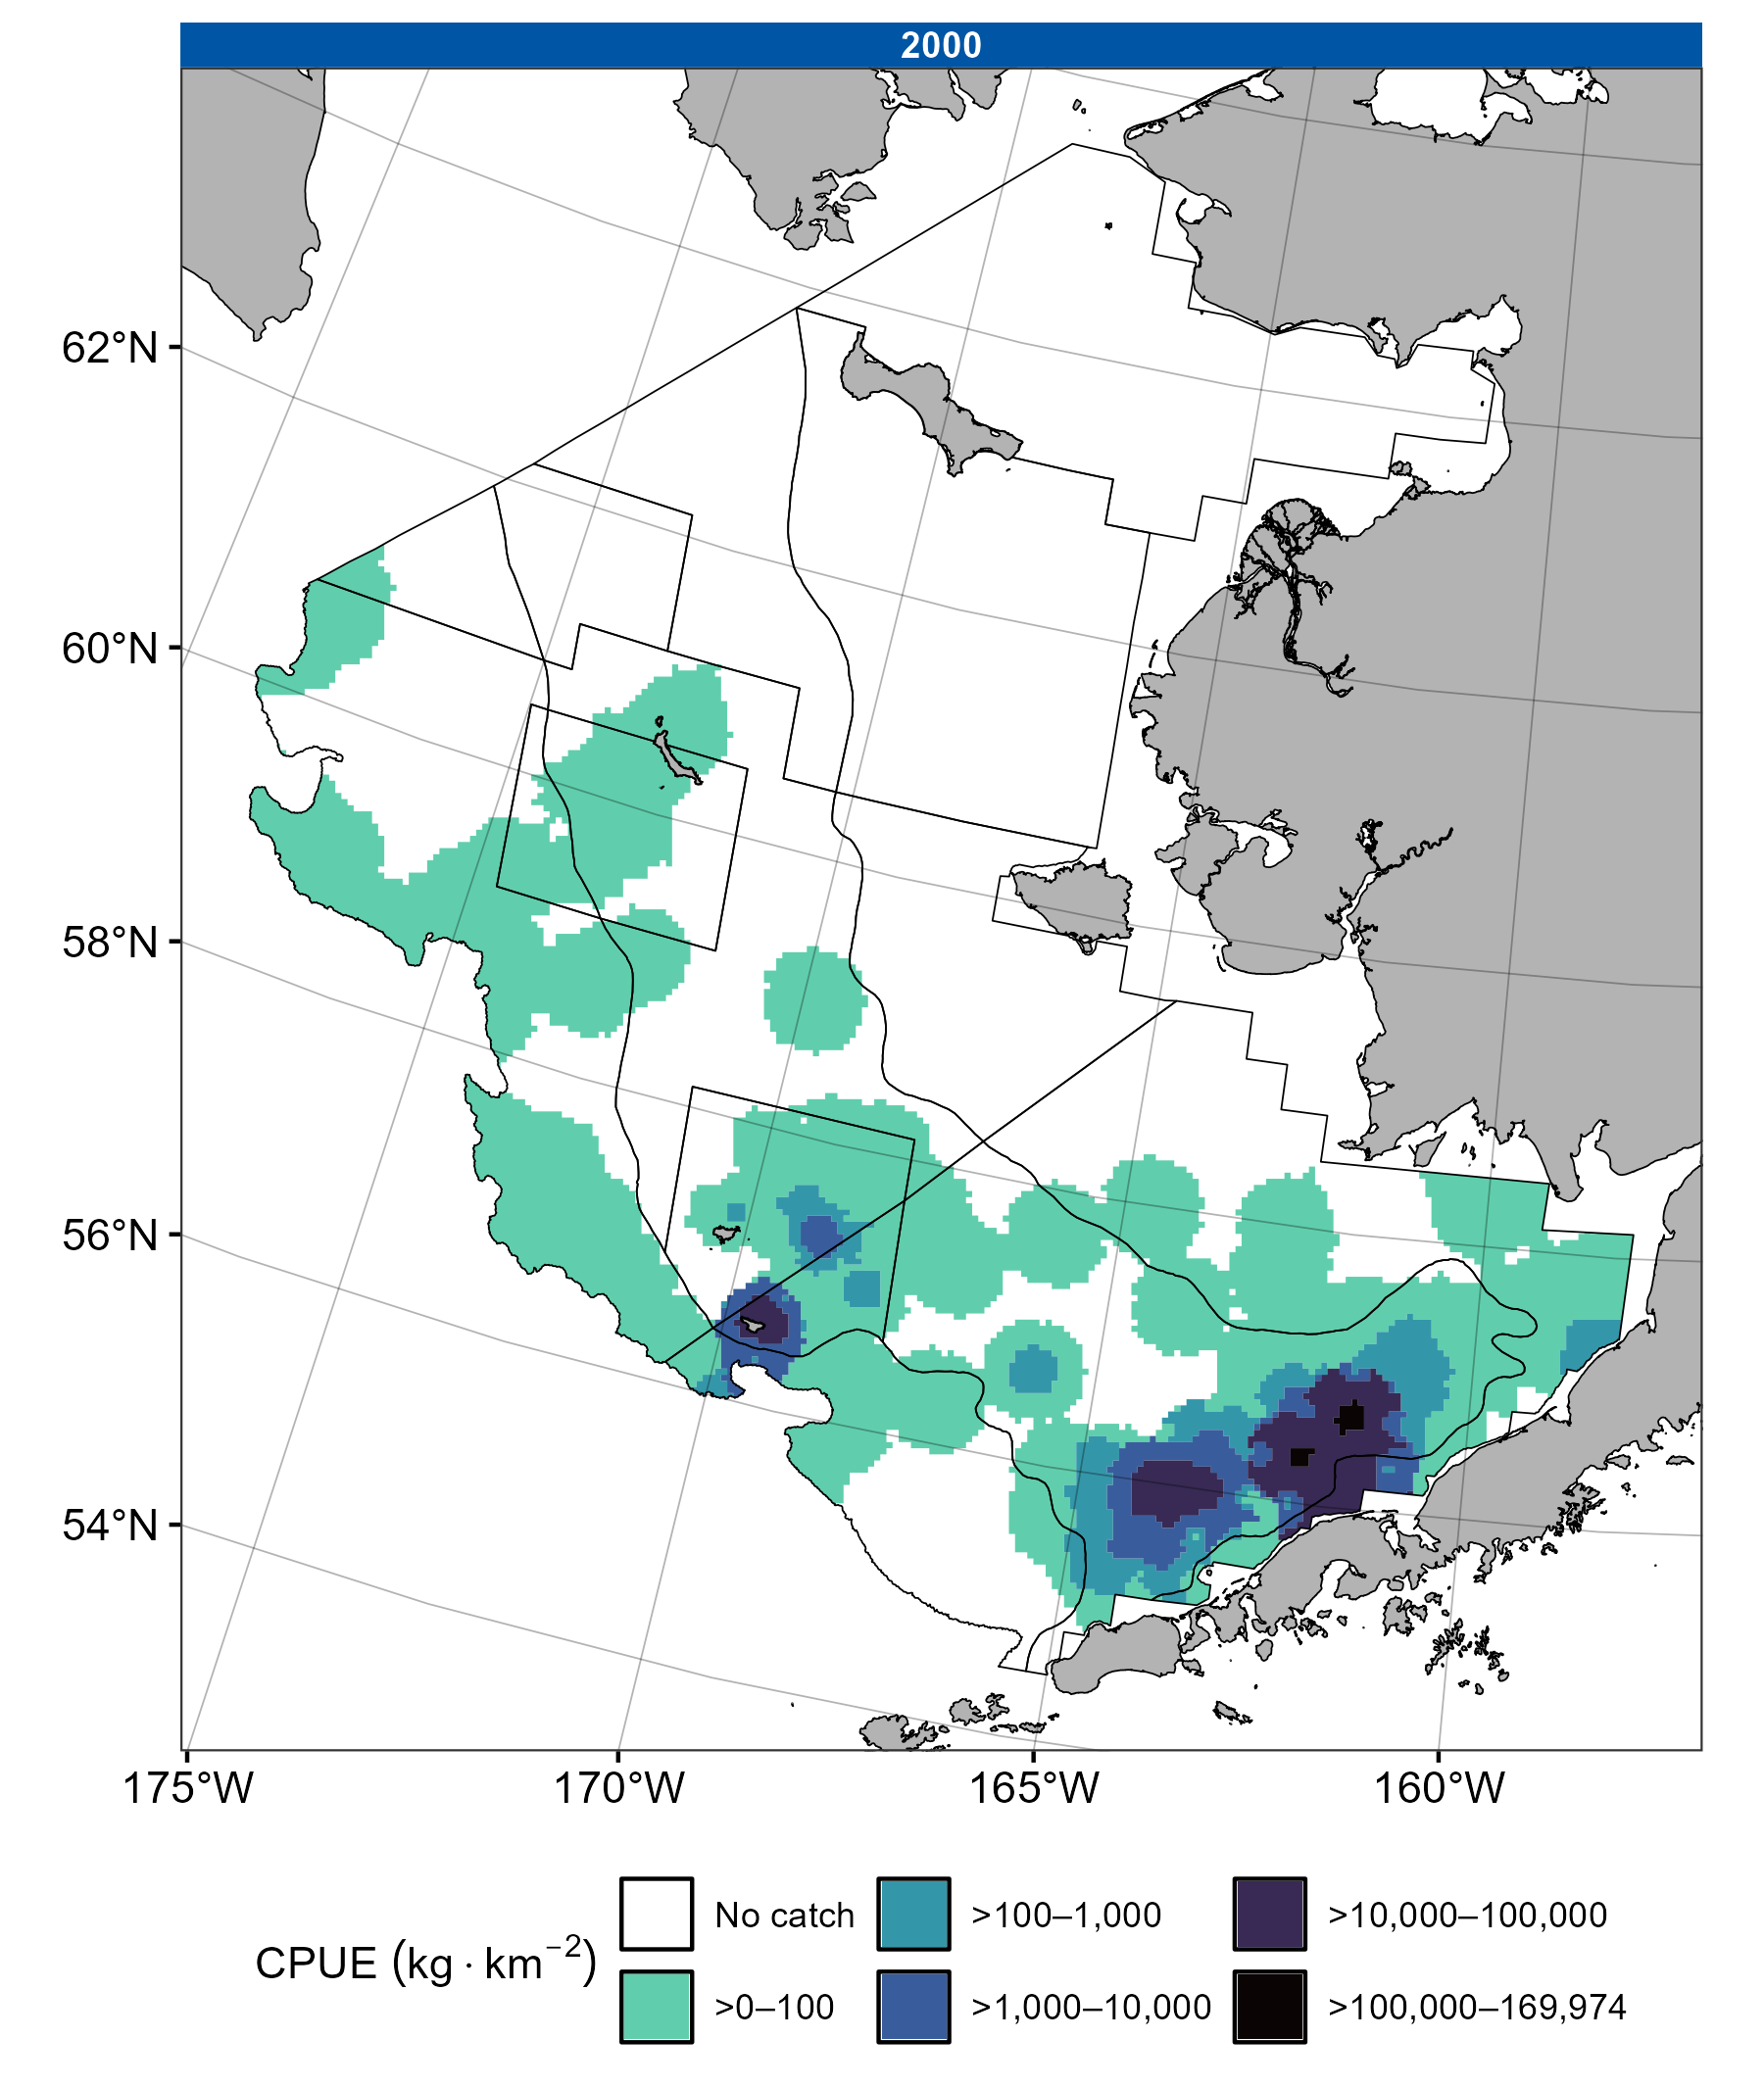 2000
62°N
60°N
58°N
56°N
54°N
175°W 170°W 165°W 160°W
CPUE (kg · km⁻²)
No catch >100–1,000 >10,000–100,000
>0–100 >1,000–10,000 >100,000–169,974